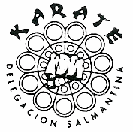 KARATE
DELEGACION SALMANTINA